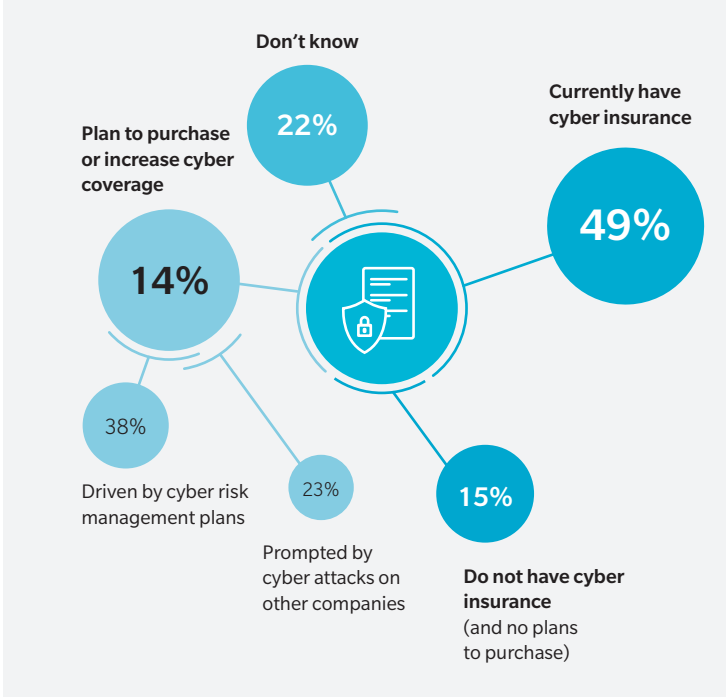 Don’t know
22%
Currently have
cyber insurance
49%
Plan to purchase
or increase cyber
coverage
14%
38%
Driven by cyber risk
management plans
23%
Prompted by
cyber attacks on
other companies
15%
Do not have cyber
insurance
(and no plans
to purchase)